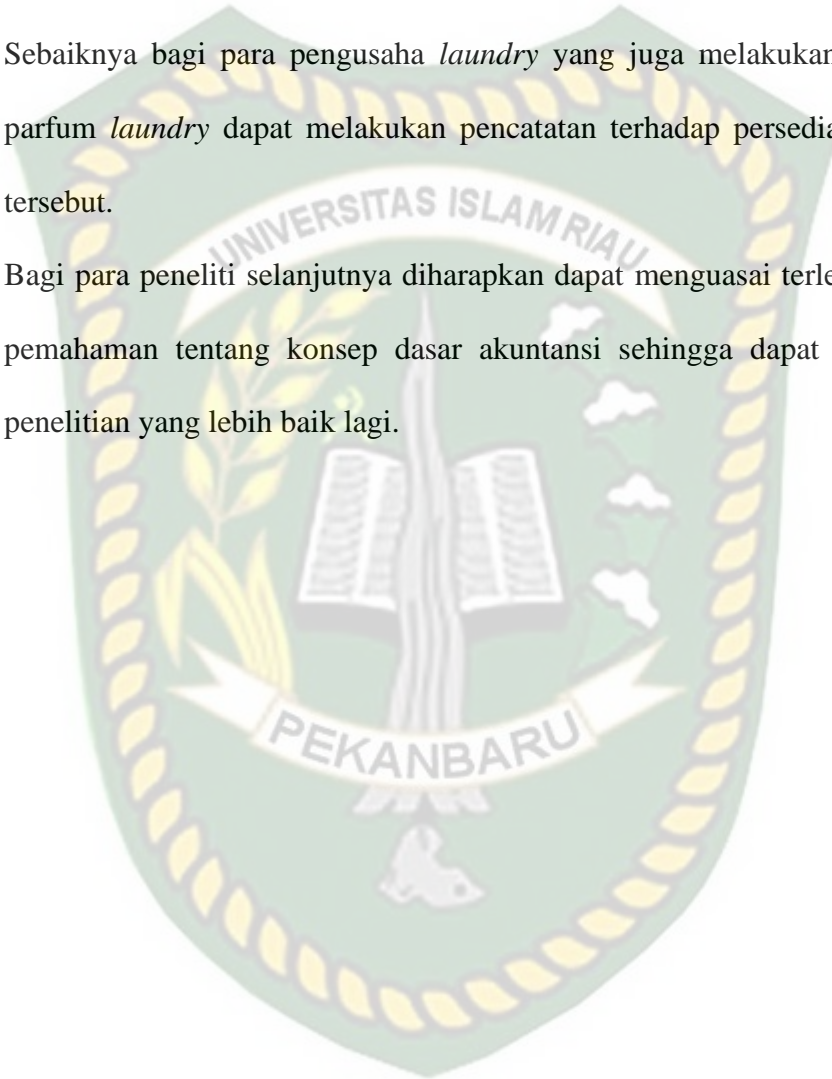 Sebaiknya bagi para pengusaha laundry yang juga melakukan
parfum laundry dapat melakukan pencatatan terhadap persedia
tersebut.
UNIVERSITAS ISLAM RIAU
Bagi para peneliti selanjutnya diharapkan dapat menguasai terle
pemahaman tentang konsep dasar akuntansi sehingga dapat
penelitian yang lebih baik lagi.
PEKANBARU